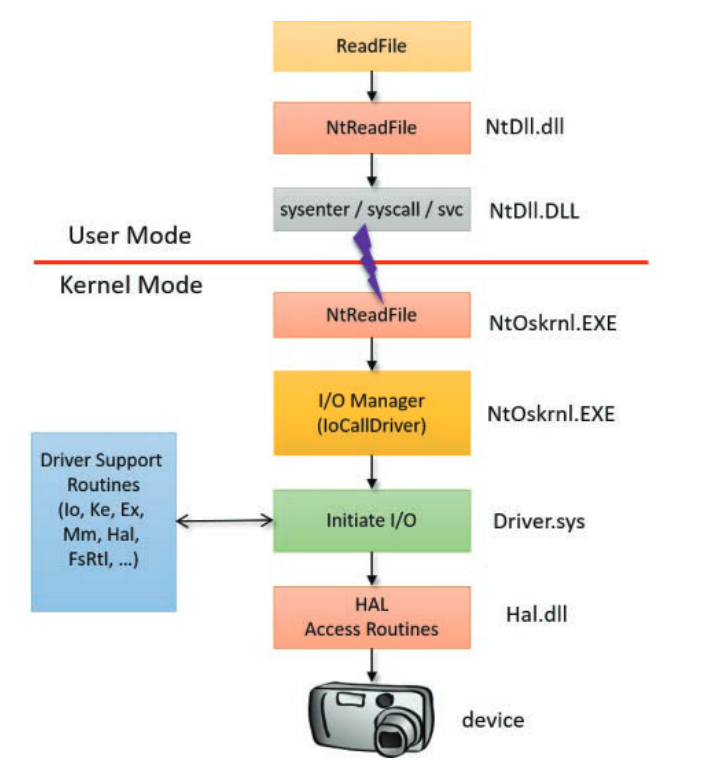 ReadFile
NtReadFile
NtDll.dll
sysenter / syscall / svc
NtDll.DLL
User Mode
Kernel Mode
NtReadFile
NtOskrnl.EXE
I/O Manager
(IoCallDriver)
NtOskrnl.EXE
Driver Support
Routines
(Io, Ke, Ex,
Mm, Hal,
FsRtl, ...)
Initiate I/O
Driver.sys
HAL
Access Routines
Hal.dll
device